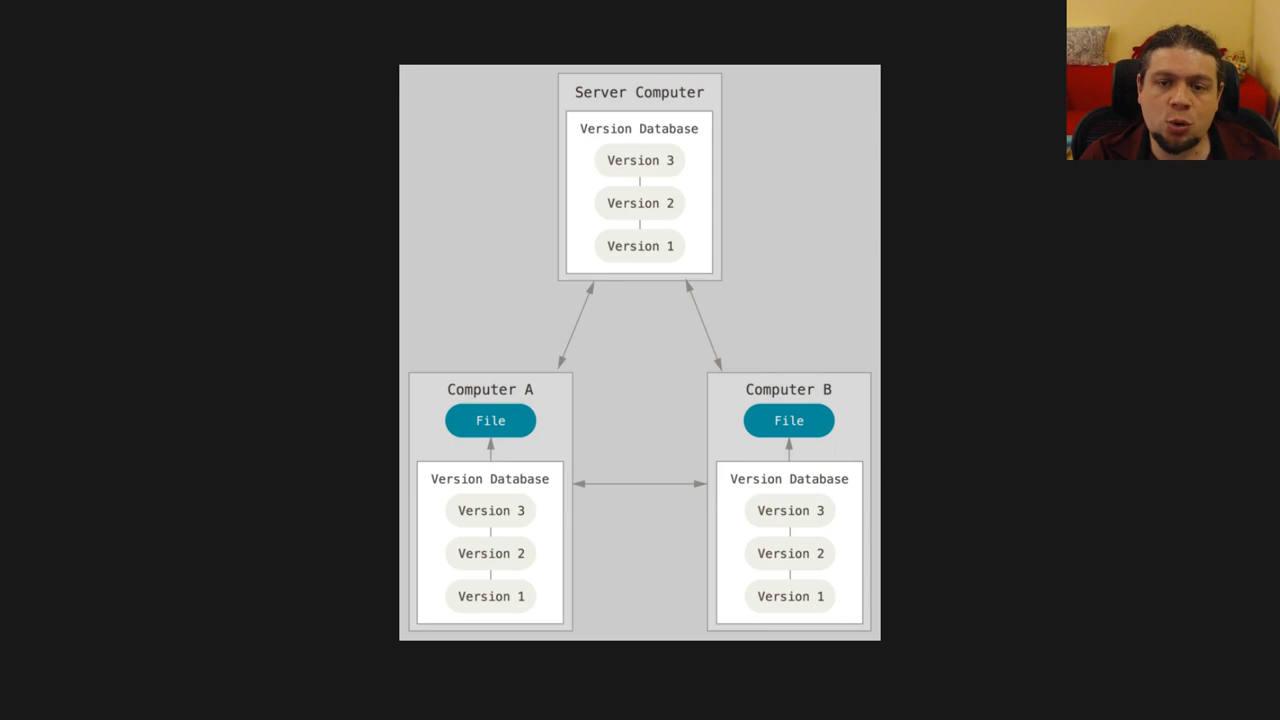 Server Computer
Version Database
Version 3
Version 2
Version 1
Computer A
File
Version Database
Version 3
Version 2
Version 1
Computer B
File
Version Database
Version 3
Version 2
Version 1